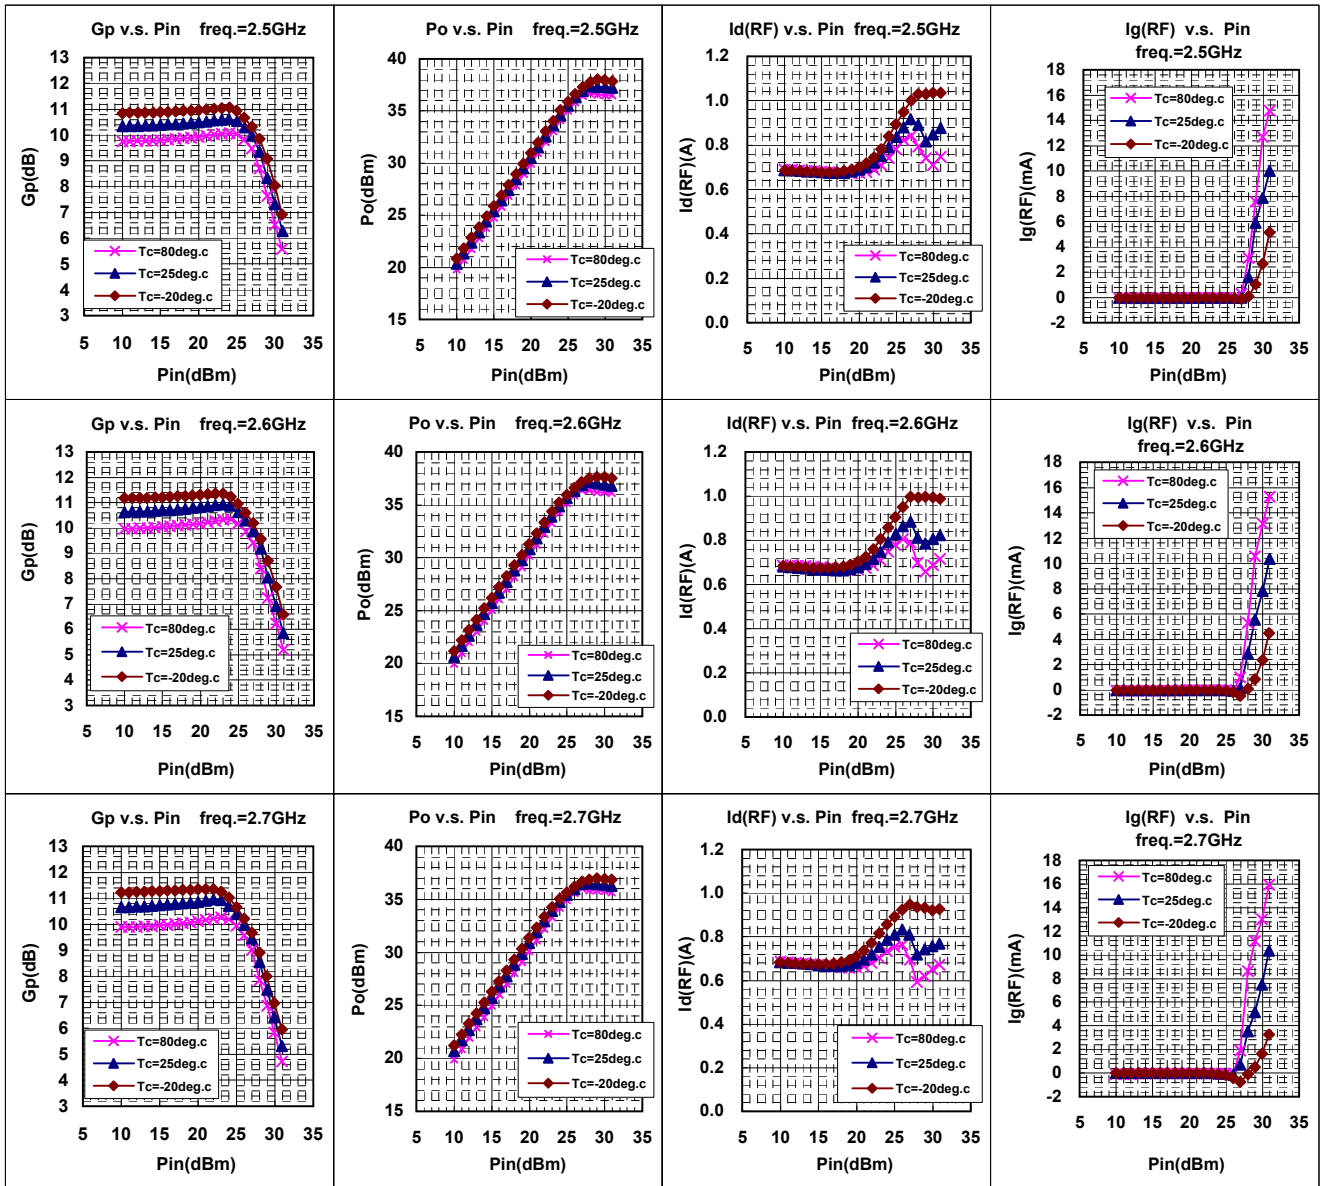 Gp v.s. Pin freq.=2.5GHz
Gp(dB)
13
12
11
10
9
8
7
6
5
4
3
Tc=80deg.c
Tc=25deg.c
Tc=-20deg.c
5 10 15 20 25 30 35
Pin(dBm)
Po v.s. Pin freq.=2.5GHz
Po(dBm)
40
35
30
25
20
15
Tc=80deg.c
Tc=25deg.c
Tc=-20deg.c
5 10 15 20 25 30 35
Pin(dBm)
Id(RF) v.s. Pin freq.=2.5GHz
Id(RF)(A)
1.2
1.0
0.8
0.6
0.4
0.2
0.0
Tc=80deg.c
Tc=25deg.c
Tc=-20deg.c
5 10 15 20 25 30 35
Pin(dBm)
Ig(RF) v.s. Pin
freq.=2.5GHz
Ig(RF)(mA)
18
16
14
12
10
8
6
4
2
0
-2
Tc=80deg.c
Tc=25deg.c
Tc=-20deg.c
5 10 15 20 25 30 35
Pin(dBm)
Gp v.s. Pin freq.=2.6GHz
Gp(dB)
13
12
11
10
9
8
7
6
5
4
3
Tc=80deg.c
Tc=25deg.c
Tc=-20deg.c
5 10 15 20 25 30 35
Pin(dBm)
Po v.s. Pin freq.=2.6GHz
Po(dBm)
40
35
30
25
20
15
Tc=80deg.c
Tc=25deg.c
Tc=-20deg.c
5 10 15 20 25 30 35
Pin(dBm)
Id(RF) v.s. Pin freq.=2.6GHz
Id(RF)(A)
1.2
1.0
0.8
0.6
0.4
0.2
0.0
Tc=80deg.c
Tc=25deg.c
Tc=-20deg.c
5 10 15 20 25 30 35
Pin(dBm)
Ig(RF) v.s. Pin
freq.=2.6GHz
Ig(RF)(mA)
18
16
14
12
10
8
6
4
2
0
-2
Tc=80deg.c
Tc=25deg.c
Tc=-20deg.c
5 10 15 20 25 30 35
Pin(dBm)
Gp v.s. Pin freq.=2.7GHz
Gp(dB)
13
12
11
10
9
8
7
6
5
4
3
Tc=80deg.c
Tc=25deg.c
Tc=-20deg.c
5 10 15 20 25 30 35
Pin(dBm)
Po v.s. Pin freq.=2.7GHz
Po(dBm)
40
35
30
25
20
15
Tc=80deg.c
Tc=25deg.c
Tc=-20deg.c
5 10 15 20 25 30 35
Pin(dBm)
Id(RF) v.s. Pin freq.=2.7GHz
Id(RF)(A)
1.2
1.0
0.8
0.6
0.4
0.2
0.0
Tc=80deg.c
Tc=25deg.c
Tc=-20deg.c
5 10 15 20 25 30 35
Pin(dBm)
Ig(RF) v.s. Pin
freq.=2.7GHz
Ig(RF)(mA)
18
16
14
12
10
8
6
4
2
0
-2
Tc=80deg.c
Tc=25deg.c
Tc=-20deg.c
5 10 15 20 25 30 35
Pin(dBm)